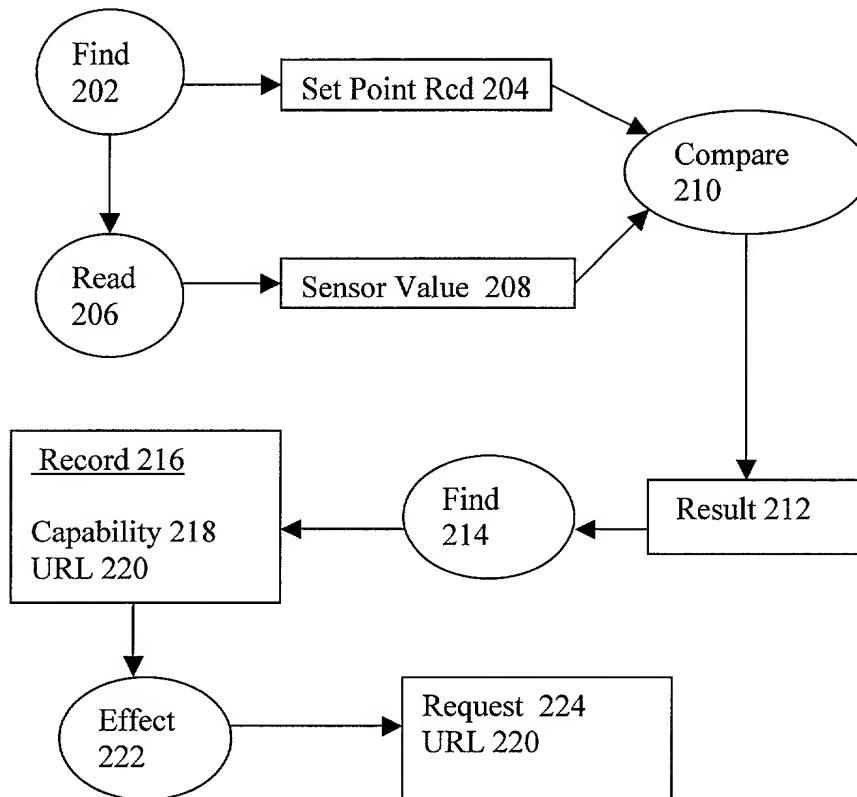 Find
202
Set Point Rcd 204
Compare
210
Read
206
Sensor Value 208
Record 216
Capability 218
URL 220
Find
214
Result 212
Effect
222
Request 224
URL 220